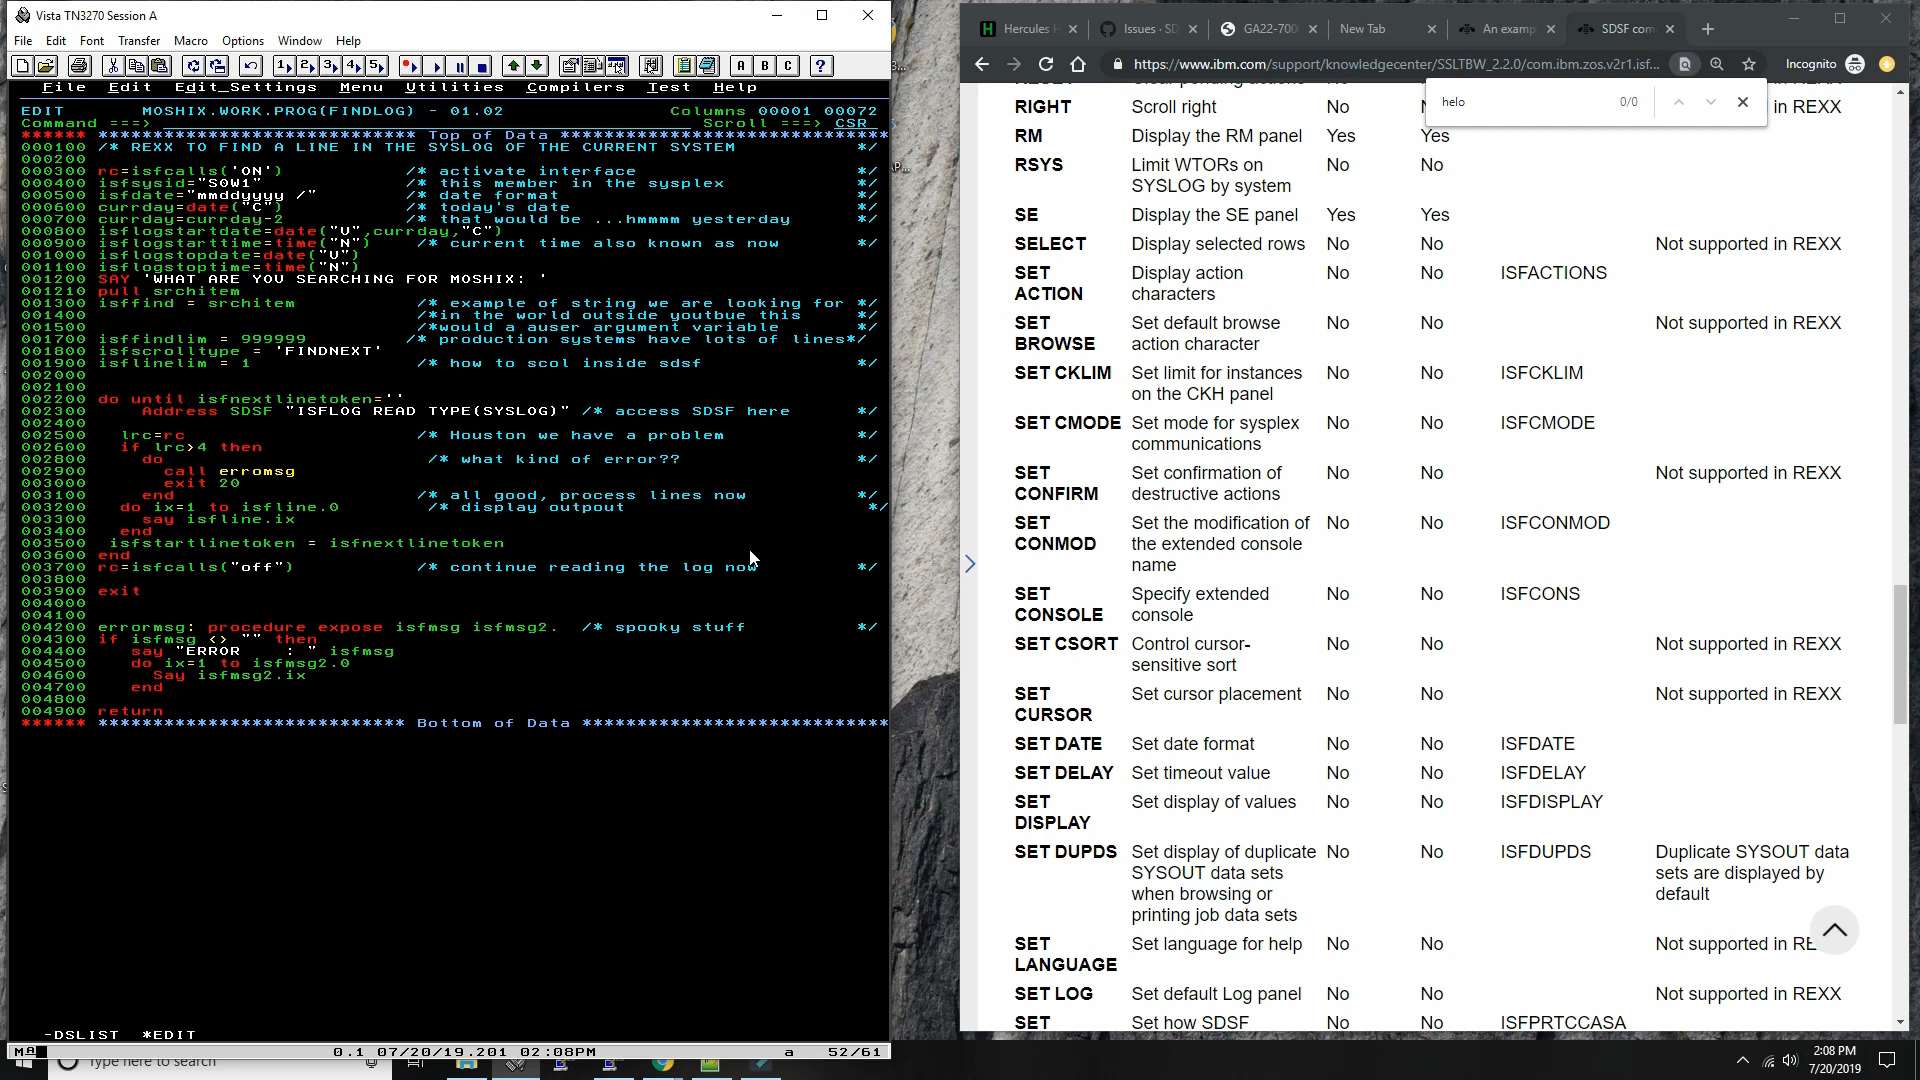 Vista TN3270 Session A
File Edit Font Transfer Macro Options Window Help
File Edit Edit_Settings Menu Utilities Compilers Test Help
EDIT MOSHIX.WORK.PROG(FINDLOG) - 01.02 Columns 00001 00072
Command ===> Scroll ===> CSR
****** **************************** Top of Data ******************************
000100 /* REXX TO FIND A LINE IN THE SYSLOG OF THE CURRENT SYSTEM */
000200
000300 rc=isfcalls('ON') /* activate interface */
000400 isfsysid="S0W1" /* this member in the sysplex */
000500 isfdate="mmddyyyy /" /* date format */
000600 currday=date("C") /* today's date */
000700 currday=currday-2 /* that would be ...hmmmm yesterday */
000800 isflogstartdate=date("U",currday,"C")
000900 isflogstarttime=time("N") /* current time also known as now */
001000 isflogstopdate=date("U")
001100 isflogstoptime=time("N")
001200 SAY 'WHAT ARE YOU SEARCHING FOR MOSHIX: '
001210 pull srchitem
001300 isffind = srchitem /* example of string we are looking for */
001400 /*in the world outside youtbue this */
001500 /*would a auser argument variable */
001700 isffindlim = 999999 /* production systems have lots of lines*/
001800 isfscrolltype = 'FINDNEXT'
001900 isflinelim = 1 /* how to scol inside sdsf */
002000
002100
002200 do until isfnextlinetoken=''
002300 Address SDSF "ISFLOG READ TYPE(SYSLOG)" /* access SDSF here */
002400
002500 lrc=rc /* Houston we have a problem */
002600 if lrc>4 then
002800 do /* what kind of error?? */
002900 call erromsg
003000 exit 20
003100 end /* all good, process lines now */
003200 do ix=1 to isfline.0 /* display outpout */
003300 say isfline.ix
003400 end
003500 isfstartlinetoken = isfnextlinetoken
003600 end
003700 rc=isfcalls("off") /* continue reading the log now */
003800
003900 exit
004000
004100
004200 errormsg: procedure expose isfmsg isfmsg2. /* spooky stuff */
004300 if isfmsg <> "" then
004400 say "ERROR : " isfmsg
004500 do ix=1 to isfmsg2.0
004600 Say isfmsg2.ix
004700 end
004800
004900 return
****** **************************** Bottom of Data ****************************
-DSLIST *EDIT
MA 0.1 07/20/19.201 02:08PM a 52/61
Type here to search
Hercules H Issues · SD GA22-700 New Tab An examp SDSF com
https://www.ibm.com/support/knowledgecenter/SSLTBW_2.2.0/com.ibm.zos.v2r1.isf... Incognito
helo 0/0
RIGHT Scroll right No in REXX
RM Display the RM panel Yes Yes
RSYS Limit WTORs on No No
SYSLOG by system
SE Display the SE panel Yes Yes
SELECT Display selected rows No No Not supported in REXX
SET Display action No No ISFACTIONS
ACTION characters
SET Set default browse No No Not supported in REXX
BROWSE action character
SET CKLIM Set limit for instances No No ISFCKLIM
on the CKH panel
SET CMODE Set mode for sysplex No No ISFCMODE
communications
SET Set confirmation of No No Not supported in REXX
CONFIRM destructive actions
SET Set the modification of No No ISFCONMOD
CONMOD the extended console
name
SET Specify extended No No ISFCONS
CONSOLE console
SET CSORT Control cursor- No No Not supported in REXX
sensitive sort
SET Set cursor placement No No Not supported in REXX
CURSOR
SET DATE Set date format No No ISFDATE
SET DELAY Set timeout value No No ISFDELAY
SET Set display of values No No ISFDISPLAY
DISPLAY
SET DUPDS Set display of duplicate No No ISFDUPDS Duplicate SYSOUT data
SYSOUT data sets sets are displayed by
when browsing or default
printing job data sets
SET Set language for help No No Not supported in RE
LANGUAGE
SET LOG Set default Log panel No No Not supported in REXX
SET Set how SDSF No No ISFPRTCCASA
2:08 PM
7/20/2019